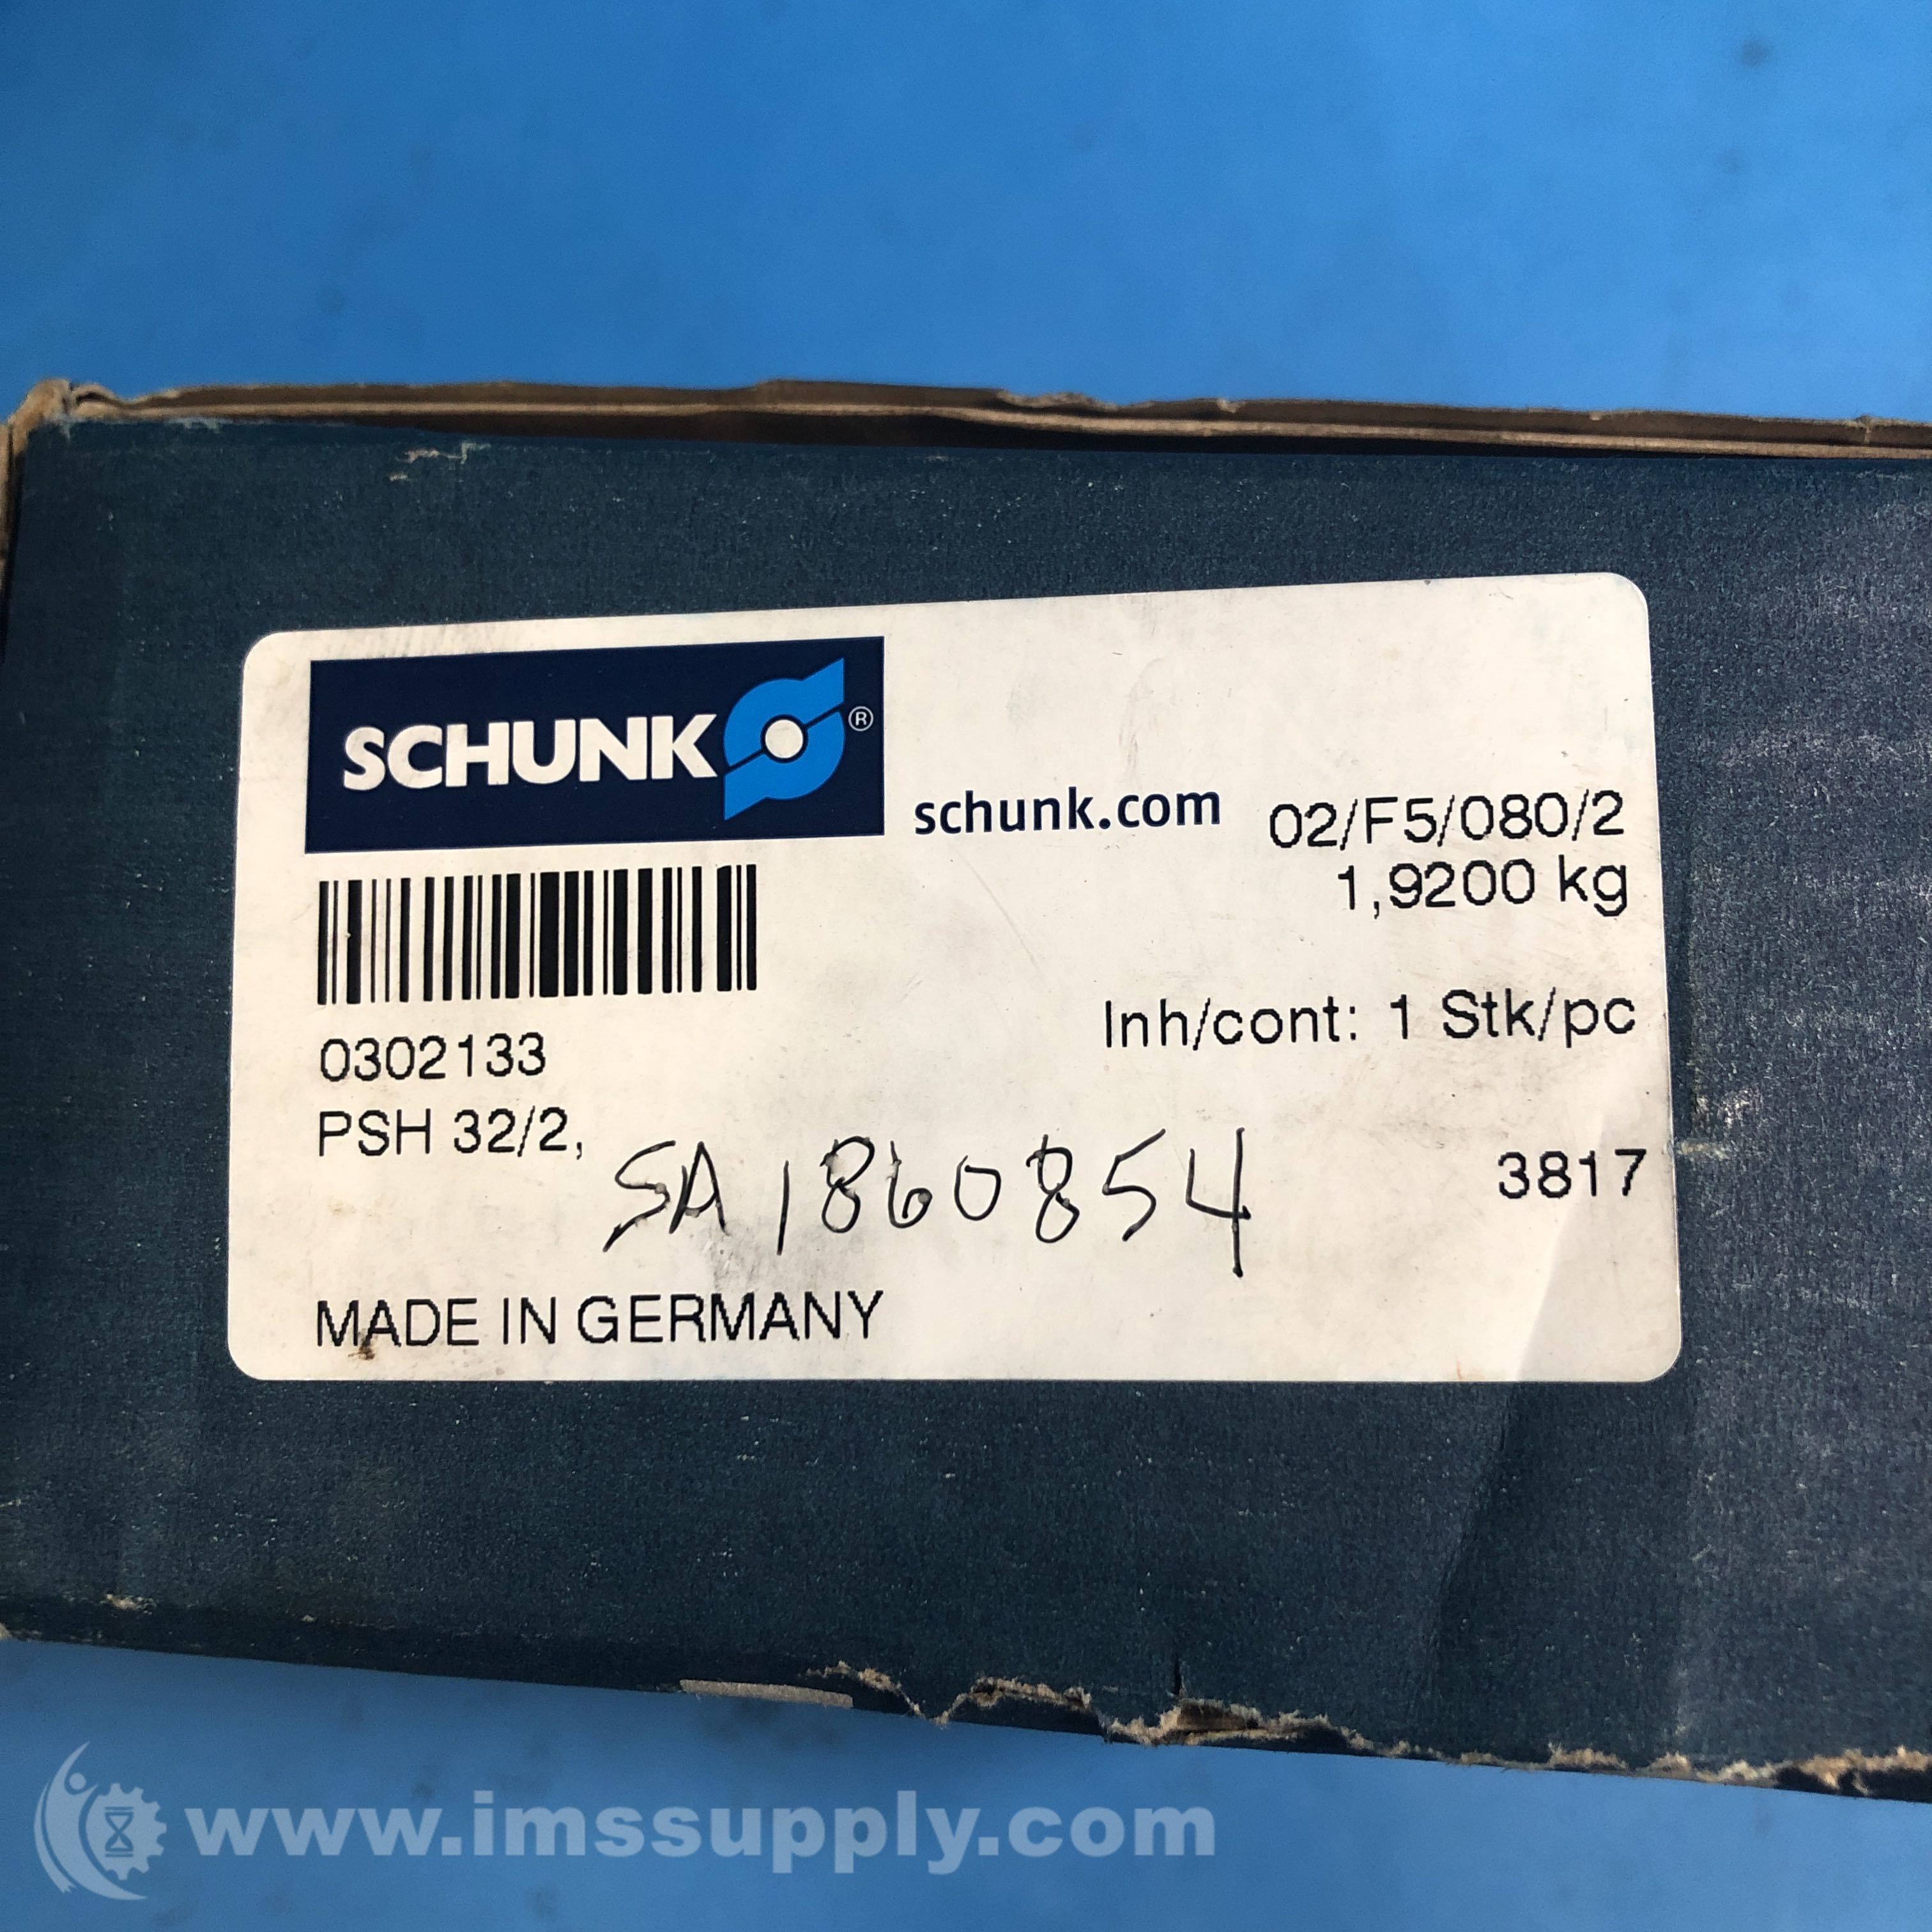 SCHUNK ®
schunk.com
02/F5/080/2
1,9200 kg
Inh/cont: 1 Stk/pc
0302133
PSH 32/2,
SA1860854
3817
MADE IN GERMANY
www.imssupply.com